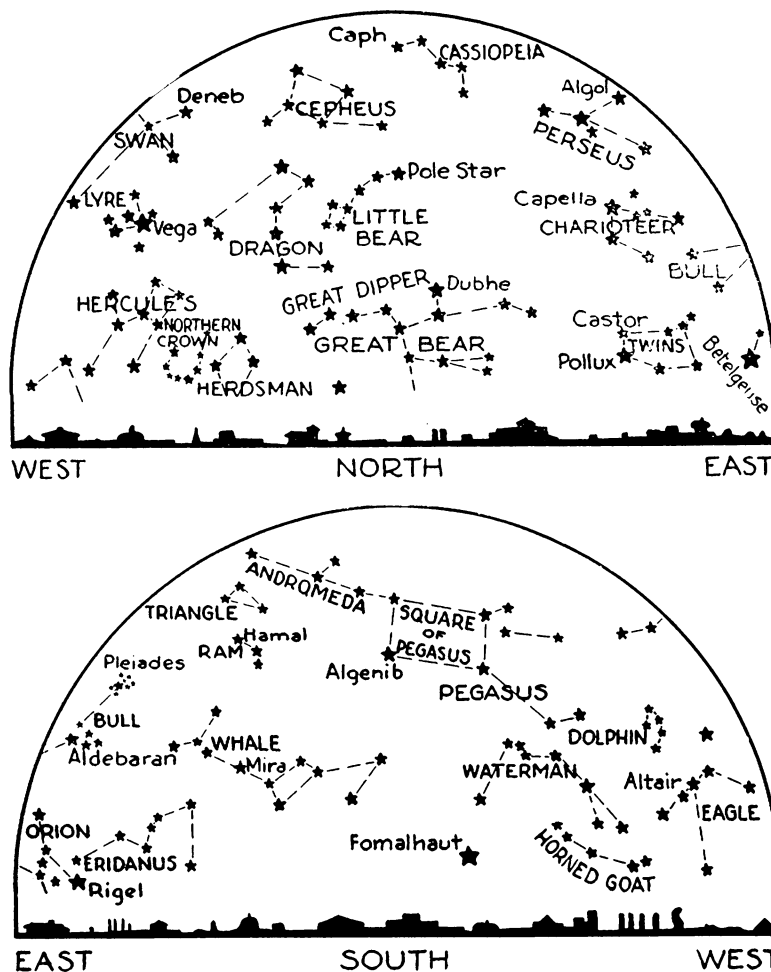 Caph
CASSIOPEIA
Deneb
CEPHEUS
Algol
SWAN
PERSEUS
Pole Star
LYRE
Vega
LITTLE
BEAR
Capella
CHARIOTEER
DRAGON
BULL
GREAT DIPPER
Dubhe
HERCULES
NORTHERN
CROWN
GREAT BEAR
Castor
TWINS
Pollux
Betelgeuse
HERDSMAN
WEST
NORTH
EAST
ANDROMEDA
TRIANGLE
SQUARE
OF
PEGASUS
Hamal
RAM
Algenib
Pleiades
PEGASUS
BULL
Aldebaran
WHALE
Mira
DOLPHIN
WATERMAN
Altair
EAGLE
ORION
ERIDANUS
Rigel
Fomalhaut
HORNED GOAT
EAST
SOUTH
WEST